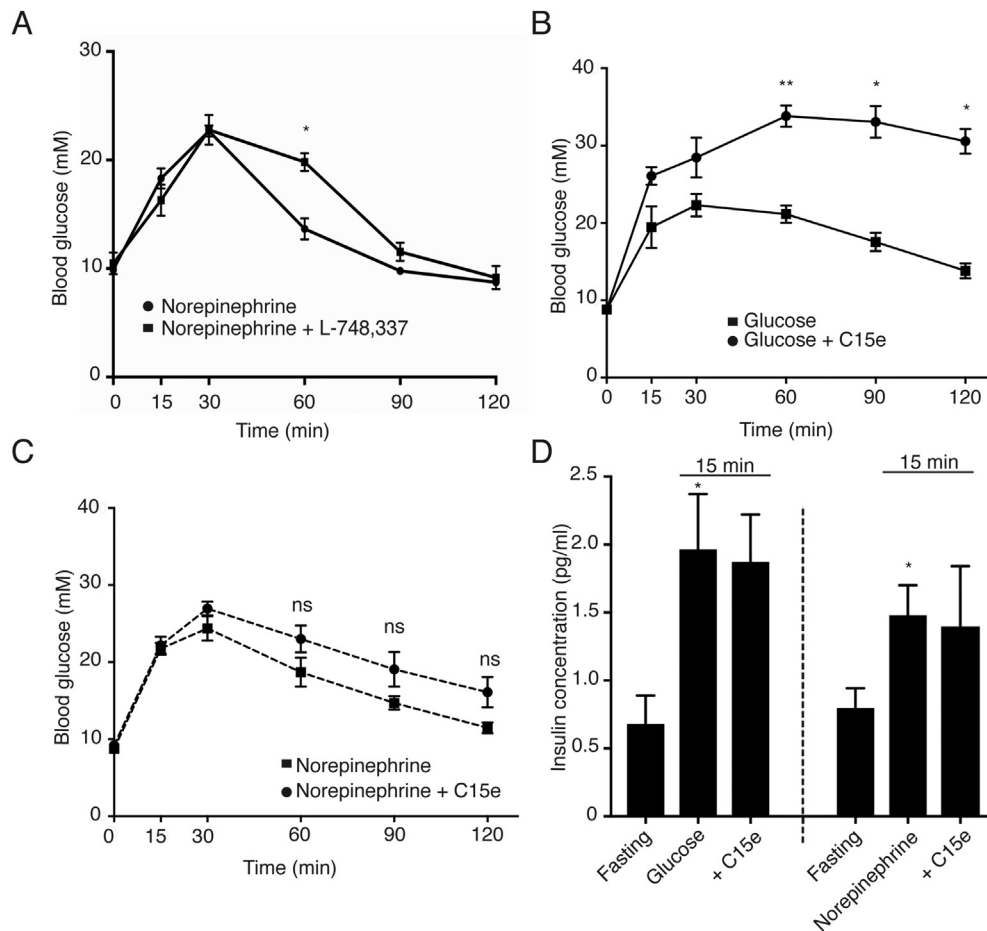 A
30
20
10
0
Blood glucose (mM)
*
Norepinephrine
Norepinephrine + L-748,337
0 15 30 60 90 120
Time (min)
B
40
30
20
10
0
Blood glucose (mM)
** * *
Glucose
Glucose + C15e
0 15 30 60 90 120
Time (min)
C
40
30
20
10
0
Blood glucose (mM)
ns ns ns
Norepinephrine
Norepinephrine + C15e
0 15 30 60 90 120
Time (min)
D
15 min 15 min
2.5
2.0
1.5
1.0
0.5
0
Insulin concentration (pg/ml)
* *
Fasting
Glucose
+ C15e
Fasting
Norepinephrine
+ C15e